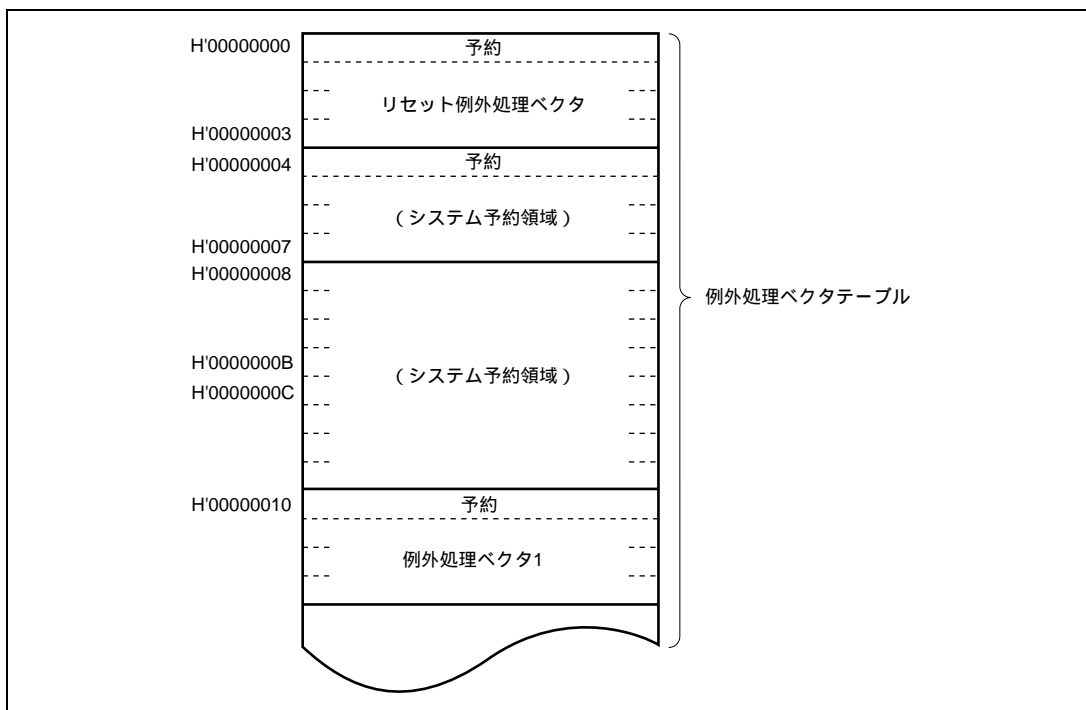 H'00000000 予約
リセット例外処理ベクタ
H'00000003
H'00000004 予約
（システム予約領域）
H'00000007
H'00000008
例外処理ベクタテーブル
H'0000000B
（システム予約領域）
H'0000000C
H'00000010 予約
例外処理ベクタ1